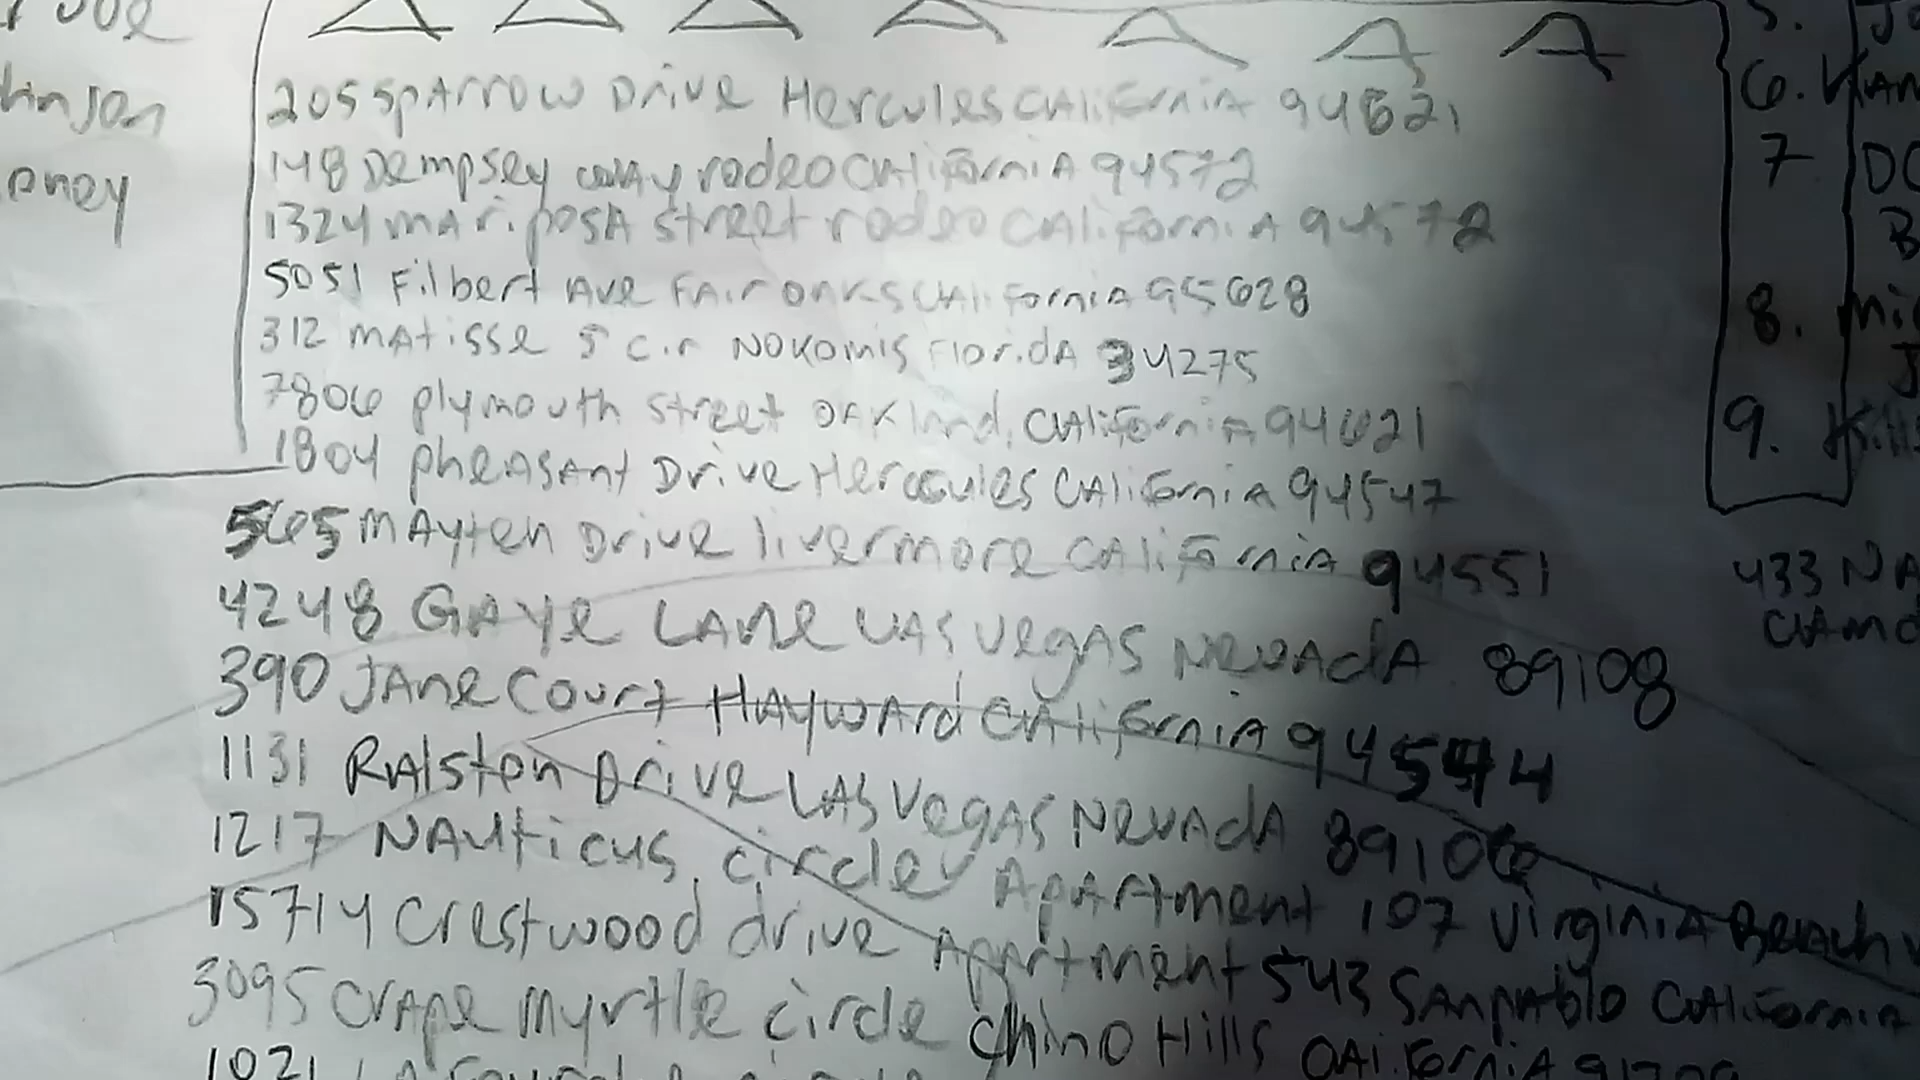 205 SpArrow Drive Hercules CAliforniA
148 Dempsey way rodeo CAliforniA 94572
1324 mAriposA street rodeo CAliforniA 94572
5051 Filbert Ave FAir OAks CAliforniA 95628
312 mAtisse cir Nokomis FloridA 34275
7806 plymouth street OAKland, CAliforniA 94621
1804 pheAsAnt Drive Hercules CAliforniA 94547
565 mAyten Drive livermore CAliforniA 94551
4248 GAye LAne LAs VegAS NevAdA 89108
390 JAne Court HAywArd CAliforniA 94544
1131 RAlston Drive LAs VegAS NevAdA 89106
1217 NAuticus circle ApArtment 107 VirginiA BeAch
15714 Crestwood drive ApArtment 543 SAnpAblo CAliforniA
3095 CrApe myrtle circle Chino Hills CAliforniA
1021
5.
6.
7
8.
9.
433